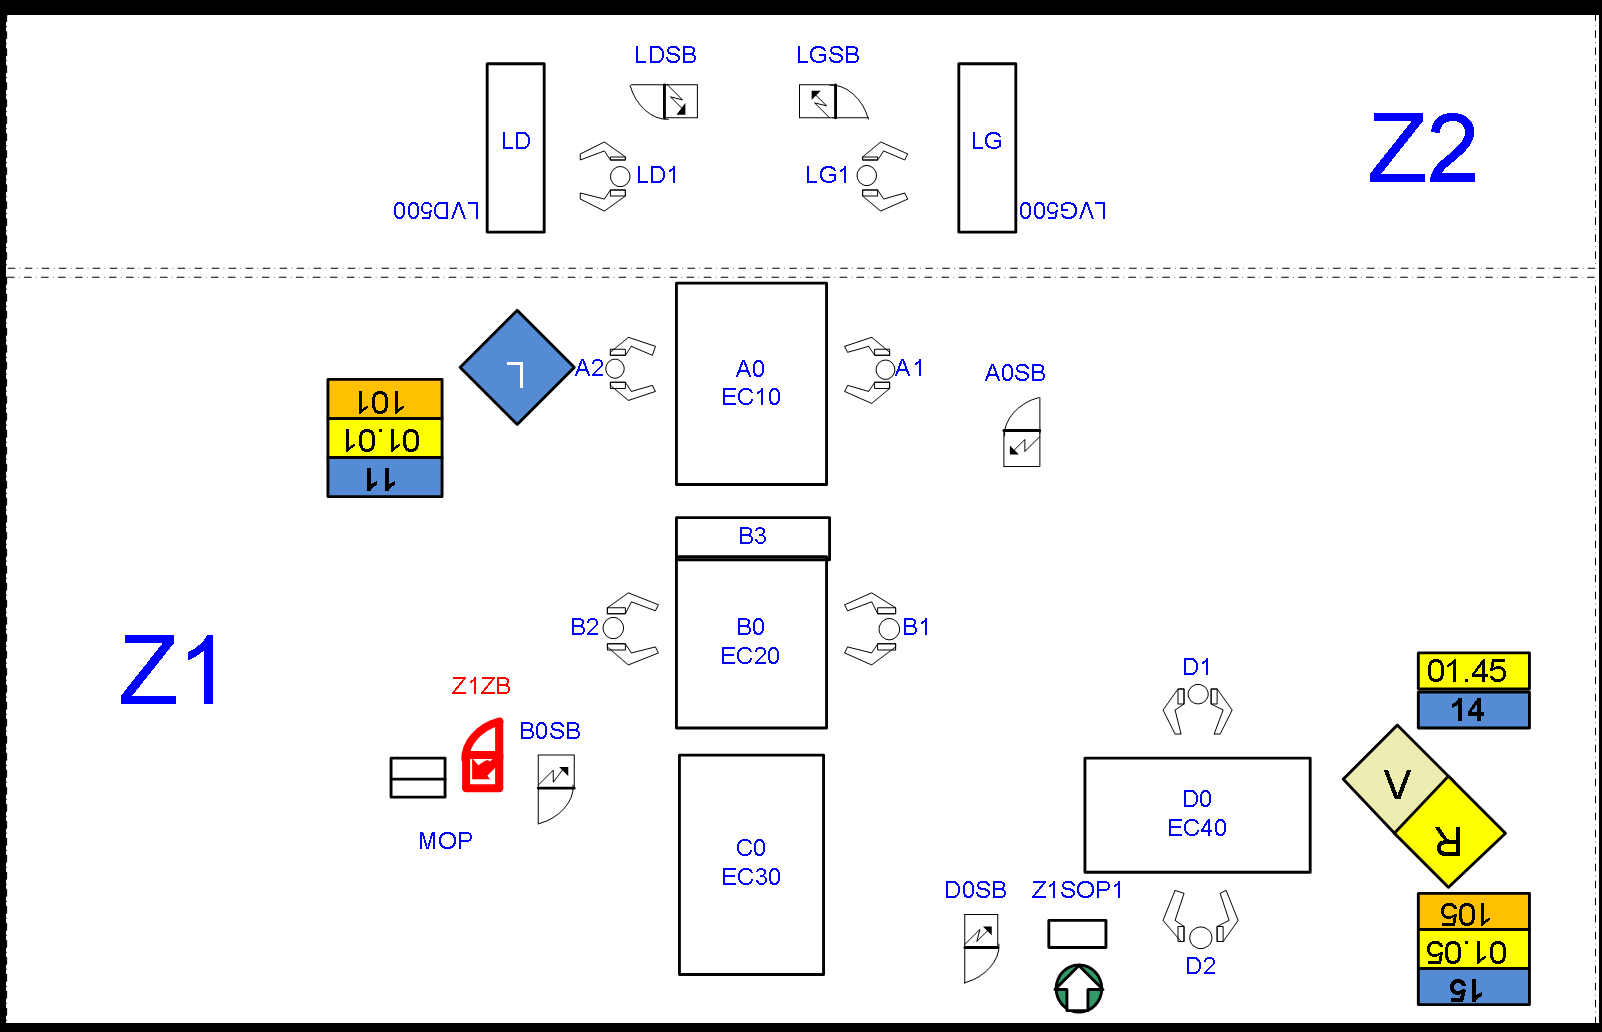 LDSB
LGSB
LD
LG
Z2
LD1
LG1
LVD500
LVG500
L
A2
A0
EC10
A1
A0SB
101
01.01
11
B3
B2
B0
EC20
B1
Z1
Z1ZB
B0SB
MOP
C0
EC30
D1
01.45
14
D0
EC40
V
R
D0SB
Z1SOP1
D2
105
01.05
15